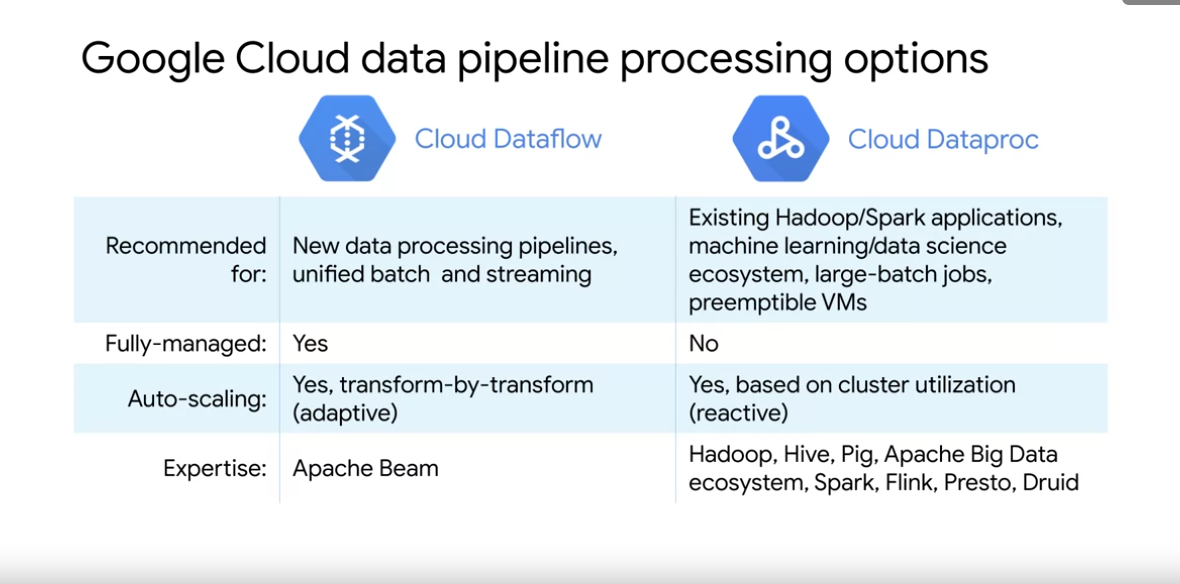 Google Cloud data pipeline processing options
Cloud Dataflow
Cloud Dataproc
Recommended for:
New data processing pipelines,
unified batch and streaming
Existing Hadoop/Spark applications,
machine learning/data science
ecosystem, large-batch jobs,
preemptible VMs
Fully-managed:
Yes
No
Auto-scaling:
Yes, transform-by-transform
(adaptive)
Yes, based on cluster utilization
(reactive)
Expertise:
Apache Beam
Hadoop, Hive, Pig, Apache Big Data
ecosystem, Spark, Flink, Presto, Druid